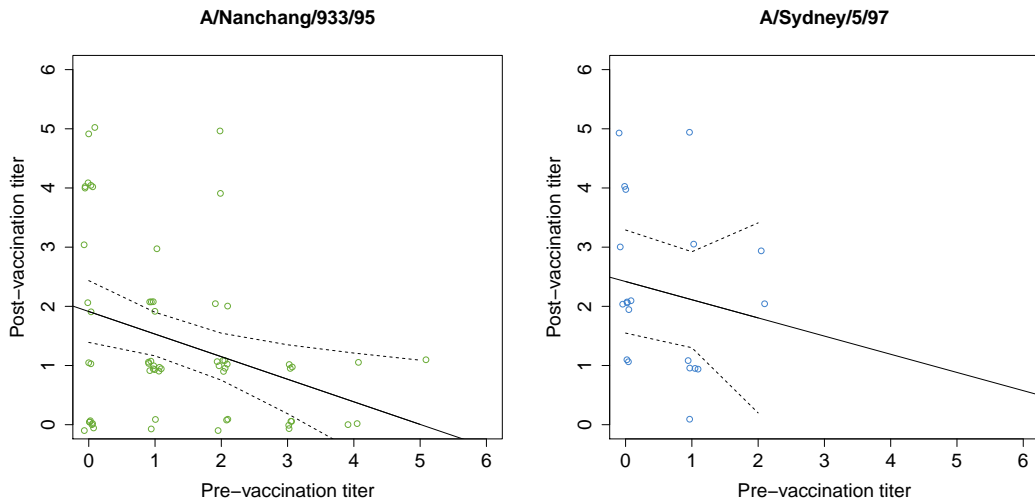 A/Nanchang/933/95
6
5
4
3
2
1
0
Post−vaccination titer
0 1 2 3 4 5 6
Pre−vaccination titer
A/Sydney/5/97
6
5
4
3
2
1
0
Post−vaccination titer
0 1 2 3 4 5 6
Pre−vaccination titer